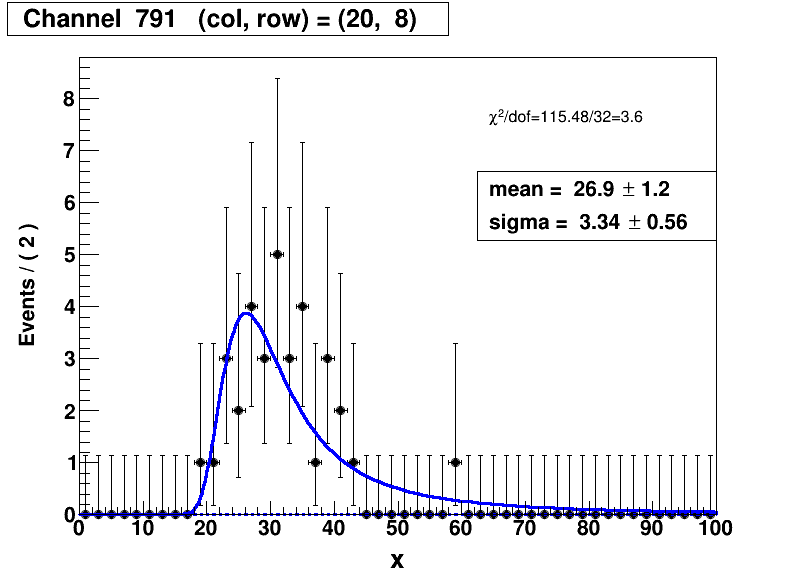 Channel 791 (col, row) = (20, 8)
χ²/dof=115.48/32=3.6
mean = 26.9 ± 1.2
sigma = 3.34 ± 0.56
Events / ( 2 )
8
7
6
5
4
3
2
1
0
0 10 20 30 40 50 60 70 80 90 100
x